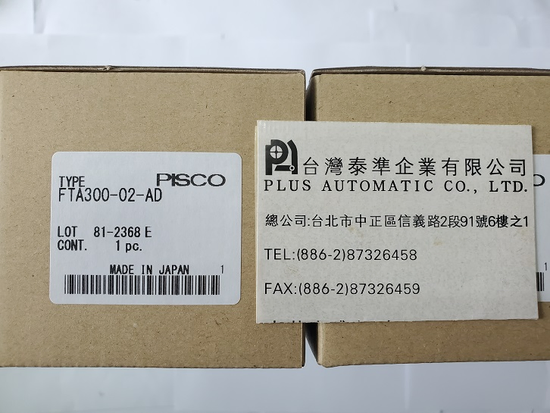 TYPE PISCO
FTA300-02-AD
LOT 81-2368 E
CONT. 1 pc.
MADE IN JAPAN 1
台灣泰準企業有限公司
PLUS AUTOMATIC CO., LTD.
總公司:台北市中正區信義路2段91號6樓之1
TEL:(886-2)87326458
FAX:(886-2)87326459
1